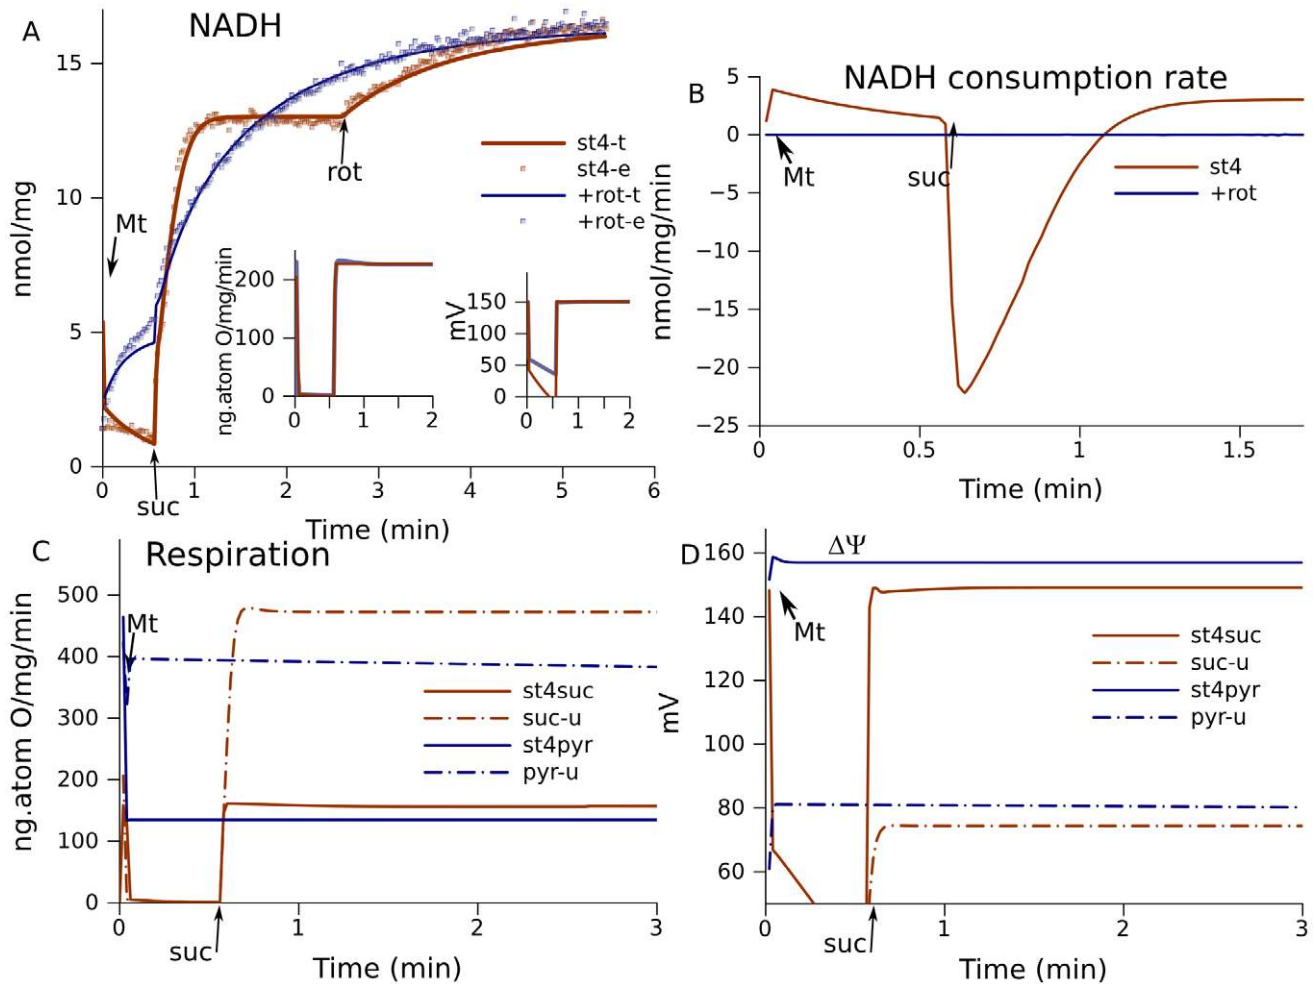 A
NADH
15
10
5
0
nmol/mg
Mt
suc
rot
st4-t
st4-e
+rot-t
+rot-e
0 1 2 3 4 5 6
Time (min)
ng.atom O/mg/min
200
100
0
0 1 2
mV
150
100
50
0
0 1 2
B
NADH consumption rate
5
0
−5
−10
−15
−20
−25
nmol/mg/min
Mt
suc
st4
+rot
0 0.5 1 1.5
Time (min)
C
Respiration
500
400
300
200
100
0
ng.atom O/mg/min
Mt
st4suc
suc-u
st4pyr
pyr-u
suc
0 1 2 3
Time (min)
D
ΔΨ
160
140
120
100
80
60
mV
Mt
st4suc
suc-u
st4pyr
pyr-u
suc
0 1 2 3
Time (min)